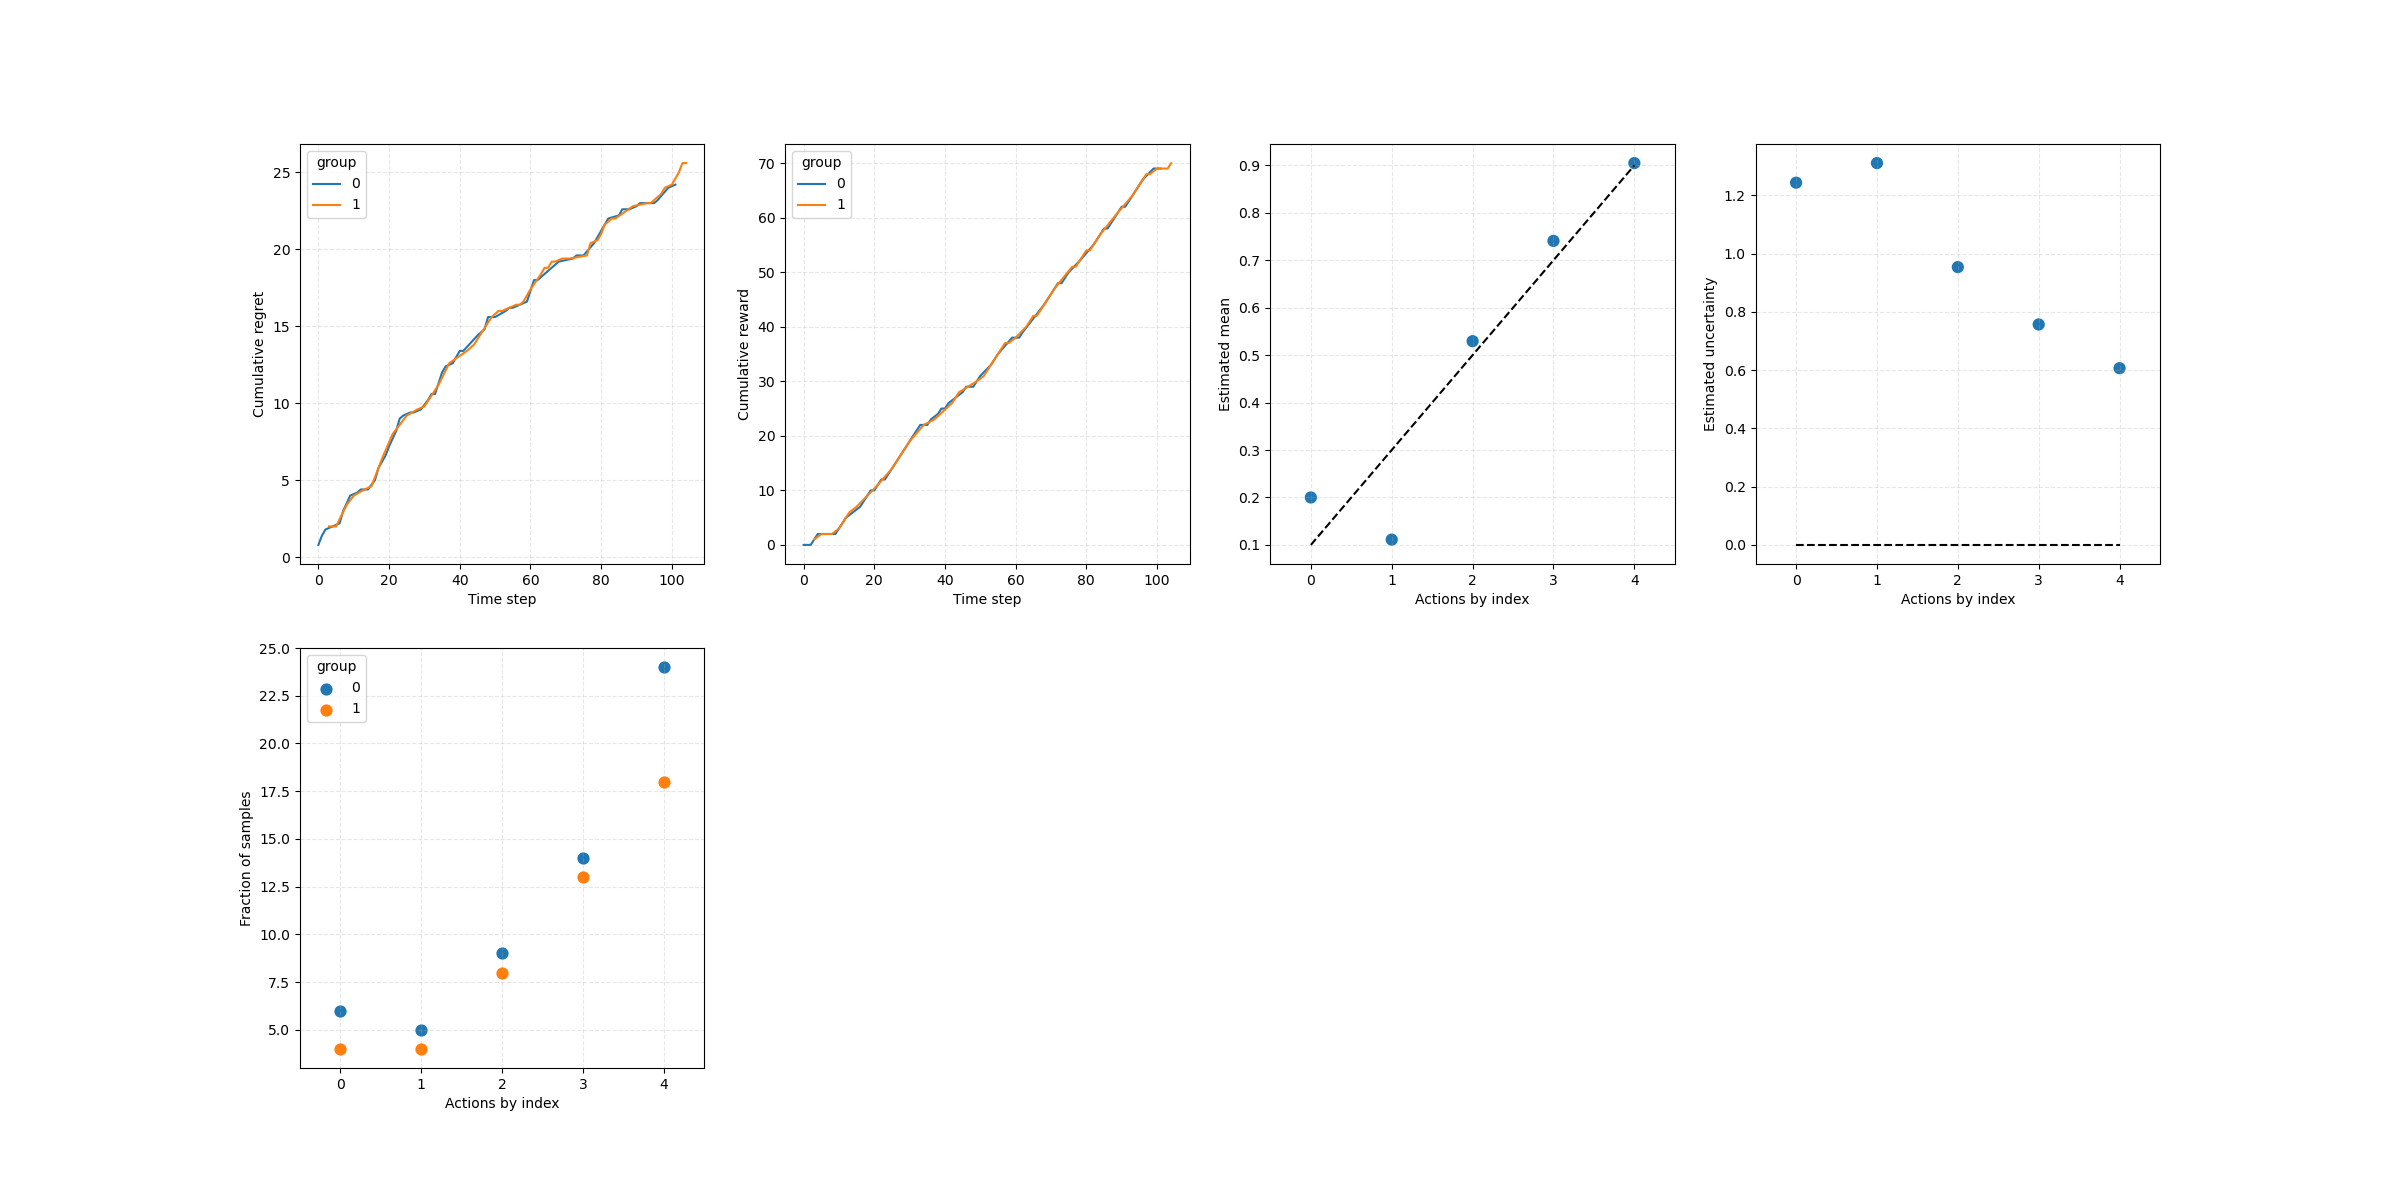 group
0
1
25
20
15
10
5
0
Cumulative regret
0 20 40 60 80 100
Time step
group
0
1
70
60
50
40
30
20
10
0
Cumulative reward
0 20 40 60 80 100
Time step
0.9
0.8
0.7
0.6
0.5
0.4
0.3
0.2
0.1
Estimated mean
0 1 2 3 4
Actions by index
1.2
1.0
0.8
0.6
0.4
0.2
0.0
Estimated uncertainty
0 1 2 3 4
Actions by index
group
0
1
25.0
22.5
20.0
17.5
15.0
12.5
10.0
7.5
5.0
Fraction of samples
0 1 2 3 4
Actions by index